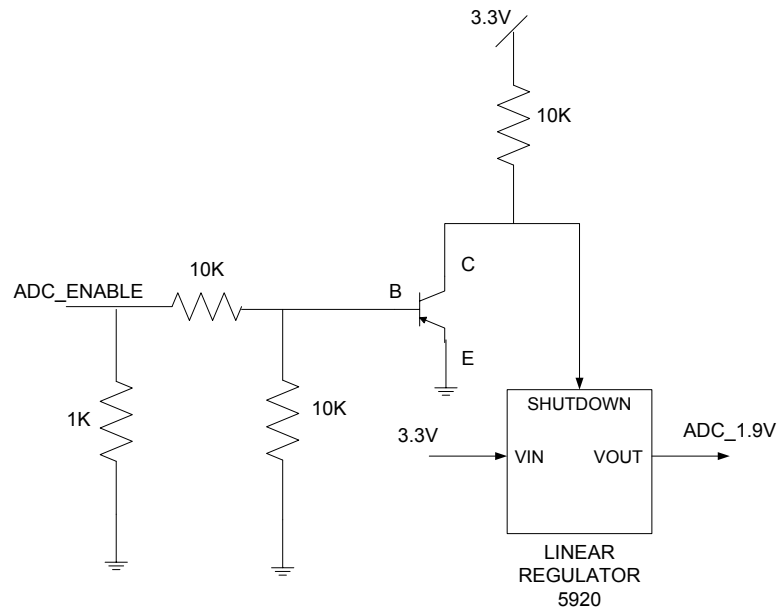 3.3V
10K
C
10K
B
ADC_ENABLE
E
1K
10K
SHUTDOWN
3.3V
ADC_1.9V
VIN
VOUT
LINEAR
REGULATOR
5920